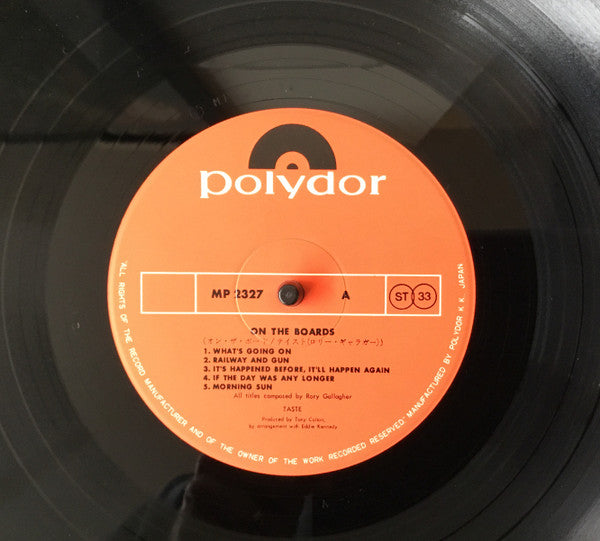 polydor
MP 2327 A ST 33
ON THE BOARDS
(オン・ザ・ボード/テイスト(ロリー・ギャラガー))
1. WHAT'S GOING ON
2. RAILWAY AND GUN
3. IT'S HAPPENED BEFORE, IT'LL HAPPEN AGAIN
4. IF THE DAY WAS ANY LONGER
5. MORNING SUN
All titles composed by Rory Gallagher
TASTE
Produced by Tony Colton,
by arrangement with Eddie Kennedy
"ALL RIGHTS OF THE RECORD MANUFACTURER AND OF THE OWNER OF THE WORK RECORDED RESERVED" MANUFACTURED BY POLYDOR K.K. JAPAN